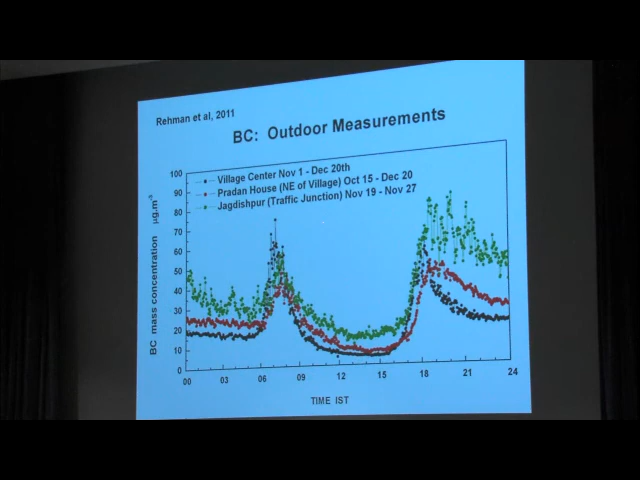 Rehman et al, 2011
BC: Outdoor Measurements
Village Center Nov 1 - Dec 20th
Pradan House (NE of Village) Oct 15 - Dec 20
Jagdishpur (Traffic Junction) Nov 19 - Nov 27
BC mass concentration µg.m-3
100
90
80
70
60
50
40
30
20
10
0
00 03 06 09 12 15 18 21 24
TIME IST